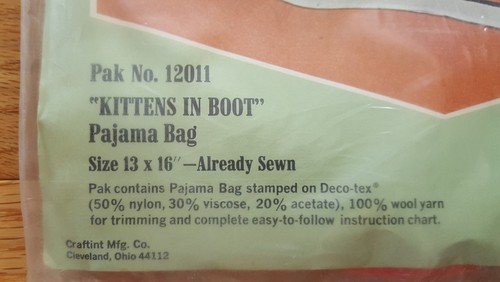 Pak No. 12011
"KITTENS IN BOOT"
Pajama Bag
Size 13 x 16"—Already Sewn
Pak contains Pajama Bag stamped on Deco-tex®
(50% nylon, 30% viscose, 20% acetate), 100% wool yarn
for trimming and complete easy-to-follow instruction chart.
Craftint Mfg. Co.
Cleveland, Ohio 44112